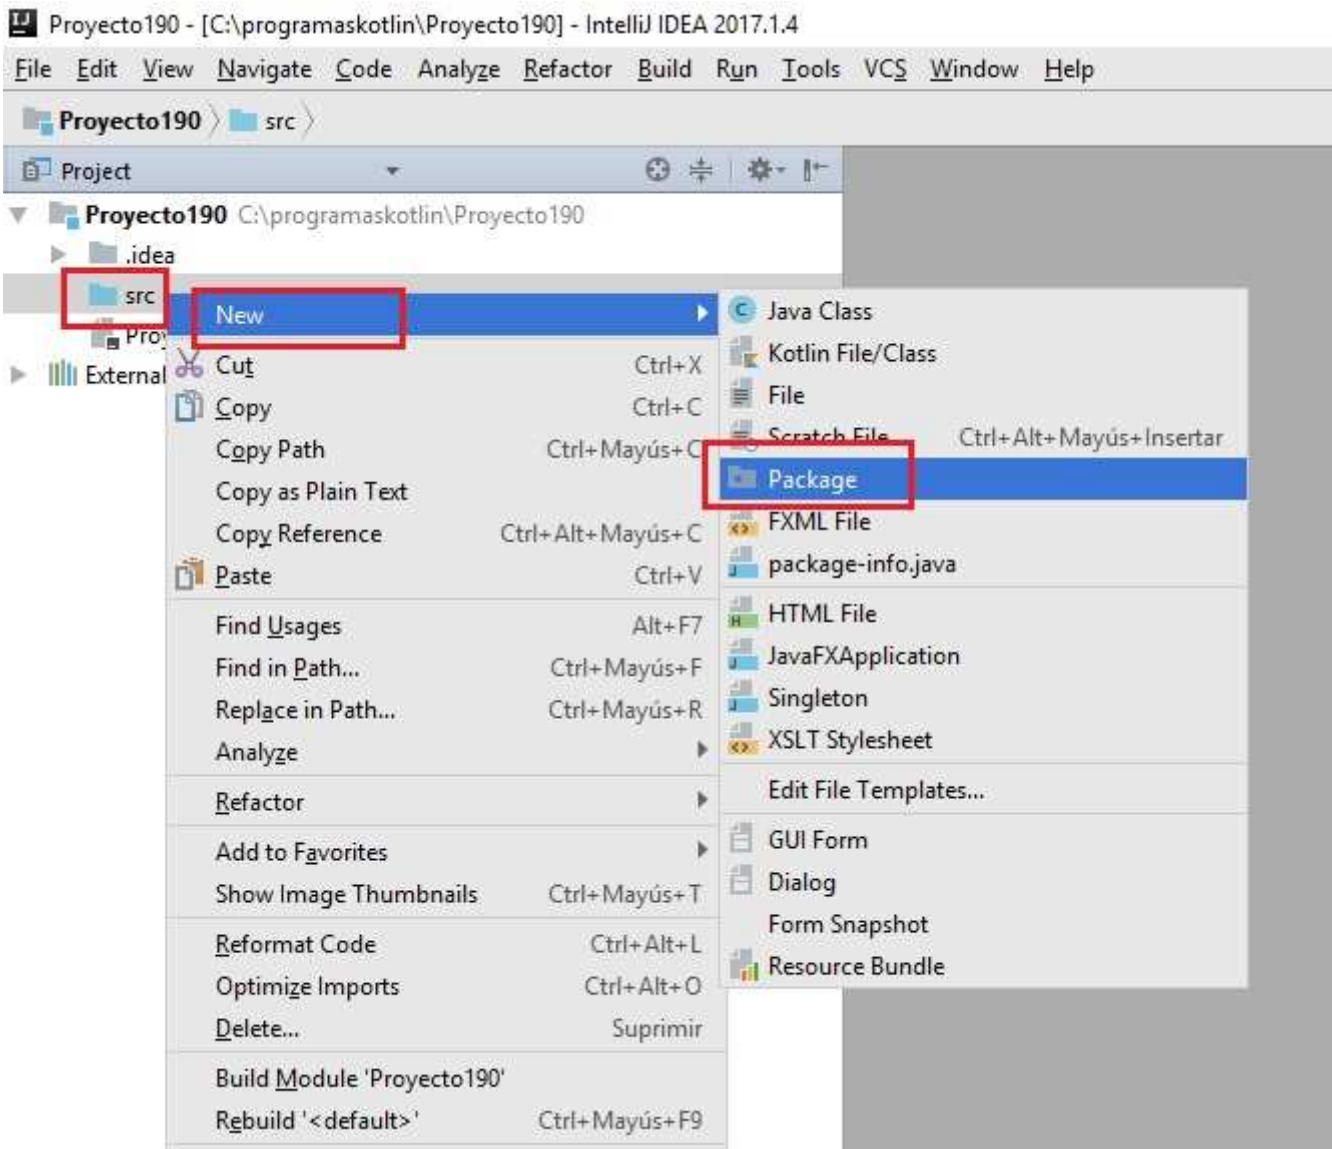 Proyecto190 - [C:\programaskotlin\Proyecto190] - IntelliJ IDEA 2017.1.4
File Edit View Navigate Code Analyze Refactor Build Run Tools VCS Window Help
Proyecto190 src
Project
Proyecto190 C:\programaskotlin\Proyecto190
.idea
src
Proy
External
New
Cut Ctrl+X
Copy Ctrl+C
Copy Path Ctrl+Mayús+C
Copy as Plain Text
Copy Reference Ctrl+Alt+Mayús+C
Paste Ctrl+V
Find Usages Alt+F7
Find in Path... Ctrl+Mayús+F
Replace in Path... Ctrl+Mayús+R
Analyze
Refactor
Add to Favorites
Show Image Thumbnails Ctrl+Mayús+T
Reformat Code Ctrl+Alt+L
Optimize Imports Ctrl+Alt+O
Delete... Suprimir
Build Module 'Proyecto190'
Rebuild '<default>' Ctrl+Mayús+F9
Java Class
Kotlin File/Class
File
Scratch File... Ctrl+Alt+Mayús+Insertar
Package
FXML File
package-info.java
HTML File
JavaFXApplication
Singleton
XSLT Stylesheet
Edit File Templates...
GUI Form
Dialog
Form Snapshot
Resource Bundle